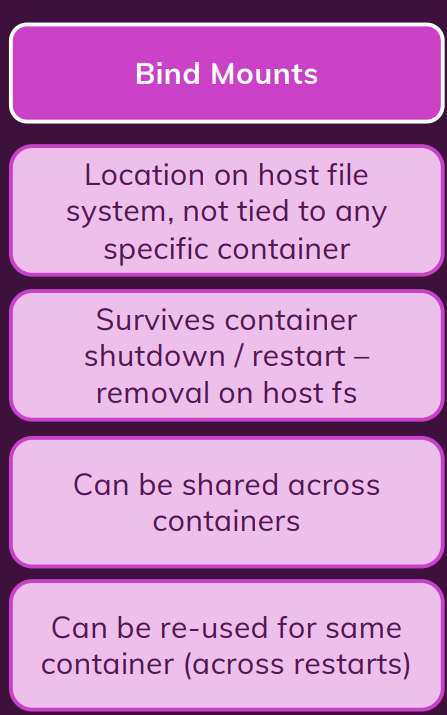 Bind Mounts
Location on host file
system, not tied to any
specific container
Survives container
shutdown / restart –
removal on host fs
Can be shared across
containers
Can be re-used for same
container (across restarts)